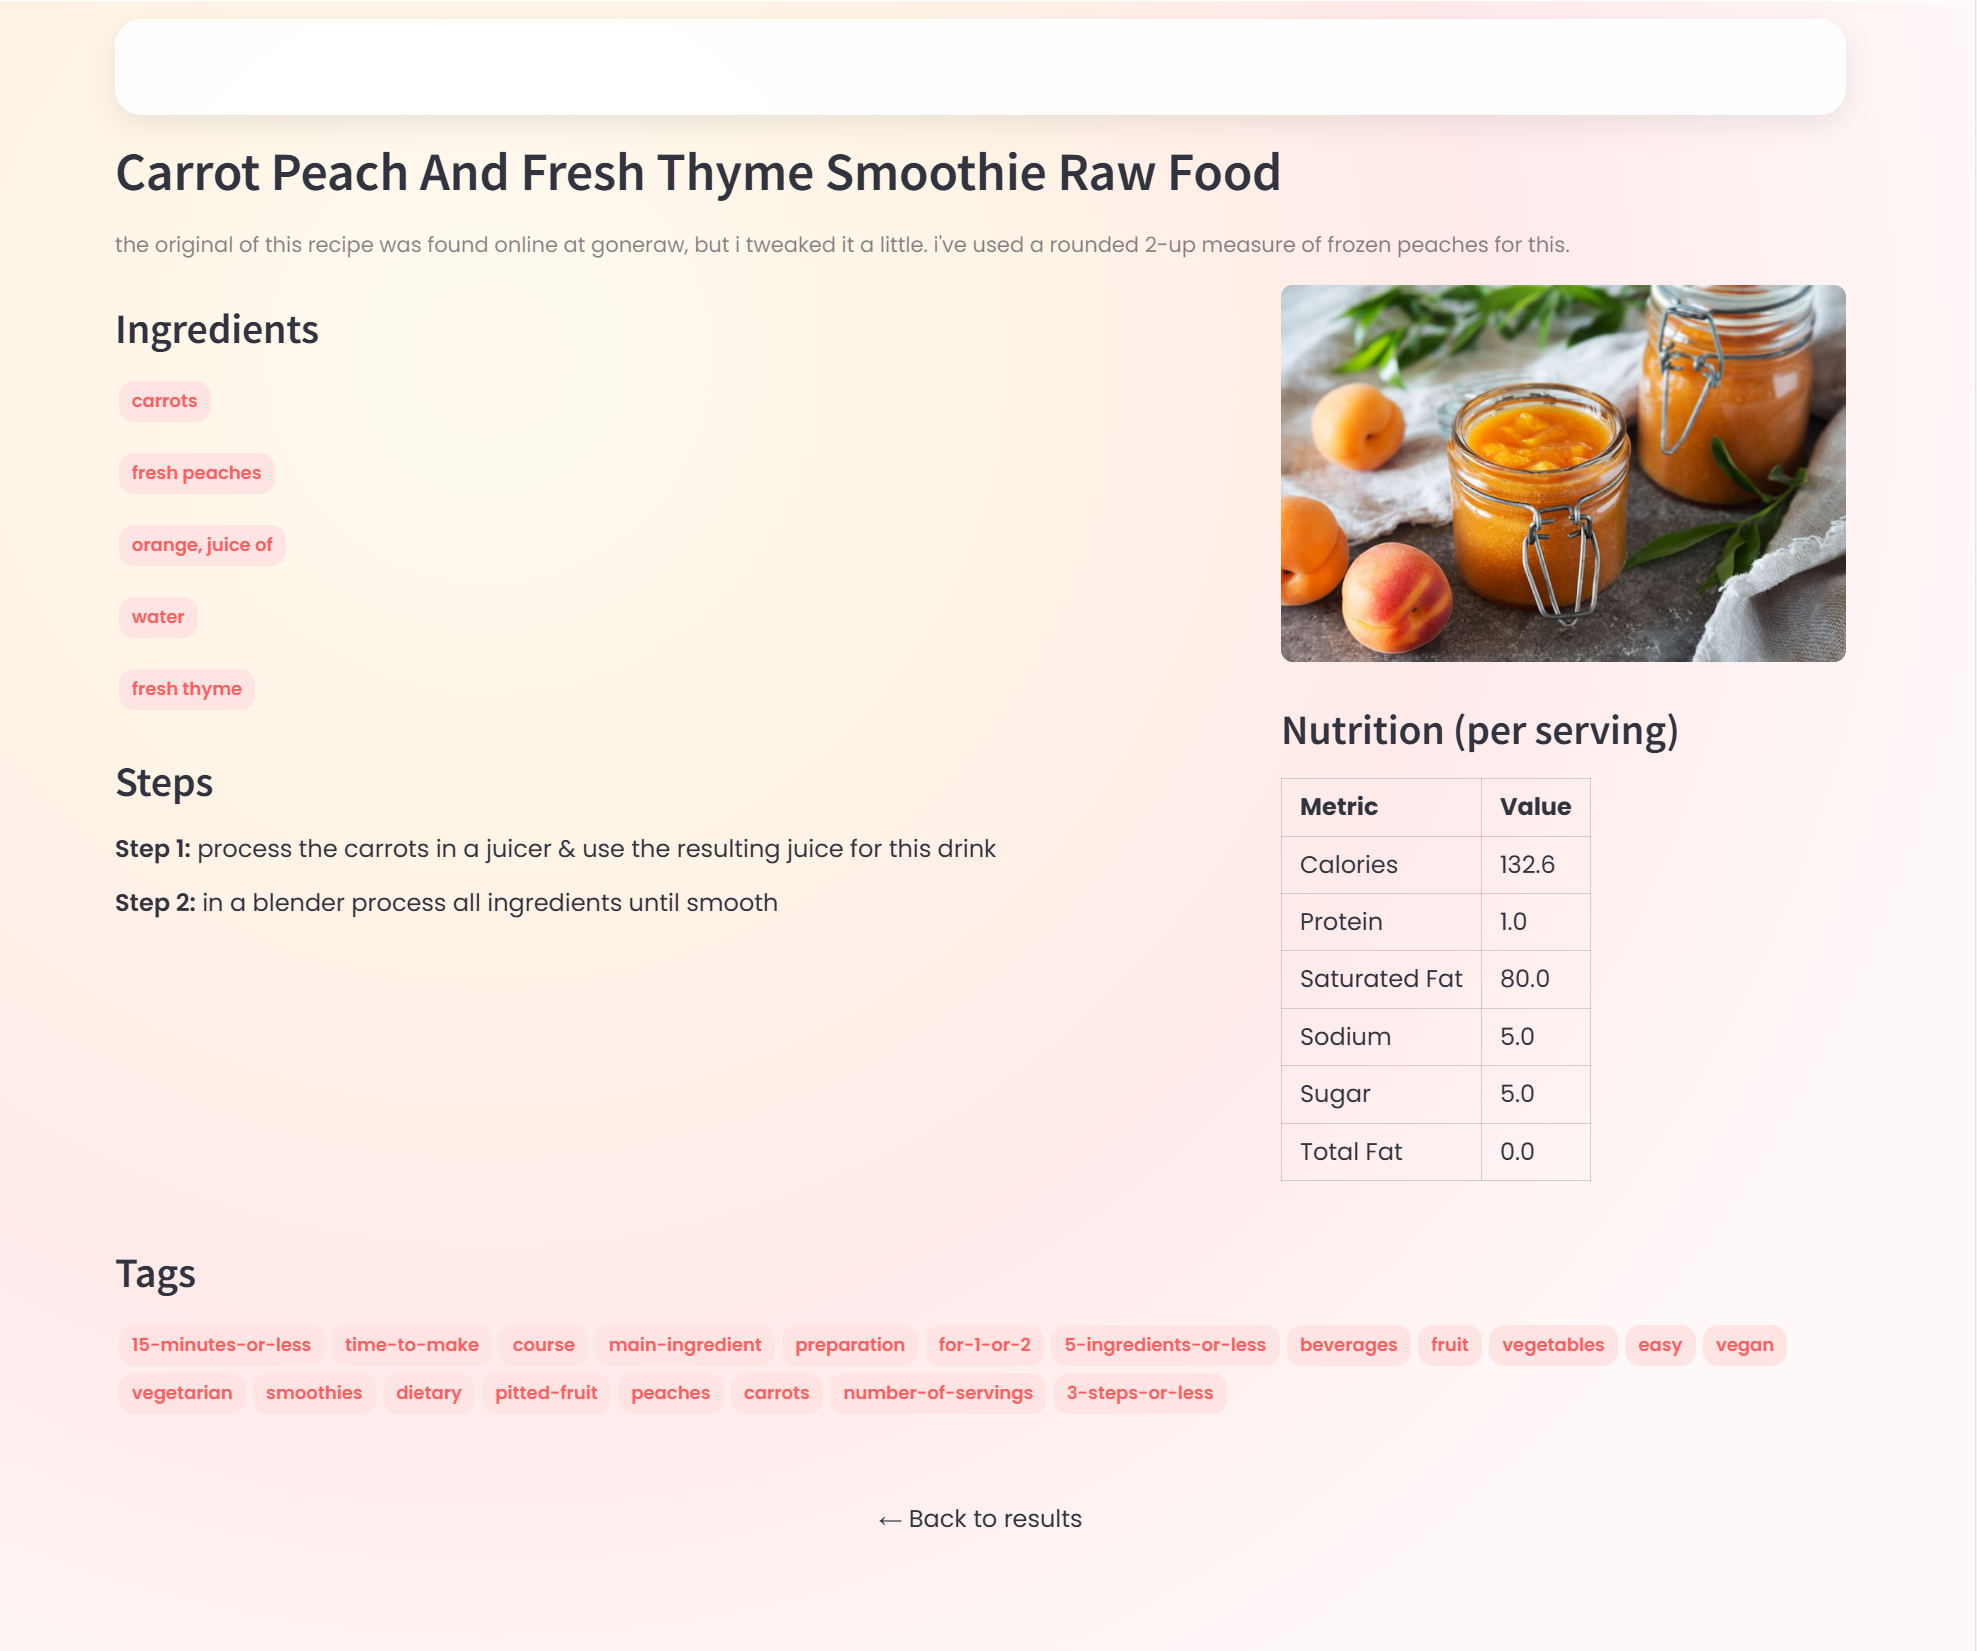 Carrot Peach And Fresh Thyme Smoothie Raw Food
the original of this recipe was found online at goneraw, but i tweaked it a little. i've used a rounded 2-up measure of frozen peaches for this.
Ingredients
carrots
fresh peaches
orange, juice of
water
fresh thyme
Steps
Step 1: process the carrots in a juicer & use the resulting juice for this drink
Step 2: in a blender process all ingredients until smooth
Nutrition (per serving)
Metric Value
Calories 132.6
Protein 1.0
Saturated Fat 80.0
Sodium 5.0
Sugar 5.0
Total Fat 0.0
Tags
15-minutes-or-less time-to-make course main-ingredient preparation for-1-or-2 5-ingredients-or-less beverages fruit vegetables easy vegan
vegetarian smoothies dietary pitted-fruit peaches carrots number-of-servings 3-steps-or-less
← Back to results